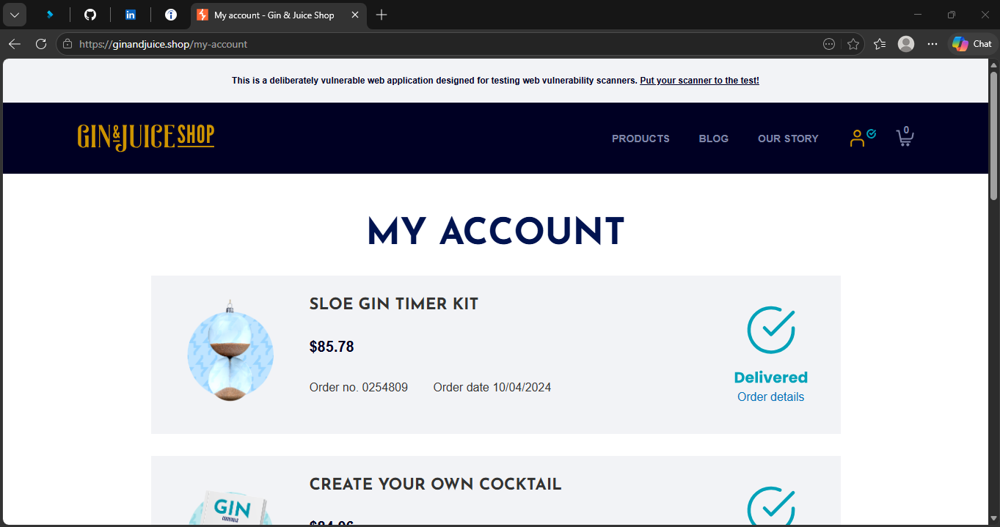 My account - Gin & Juice Shop
https://ginandjuice.shop/my-account
Chat
This is a deliberately vulnerable web application designed for testing web vulnerability scanners. Put your scanner to the test!
GIN & JUICE SHOP
PRODUCTS
BLOG
OUR STORY
0
MY ACCOUNT
SLOE GIN TIMER KIT
$85.78
Order no. 0254809
Order date 10/04/2024
Delivered
Order details
CREATE YOUR OWN COCKTAIL
GIN